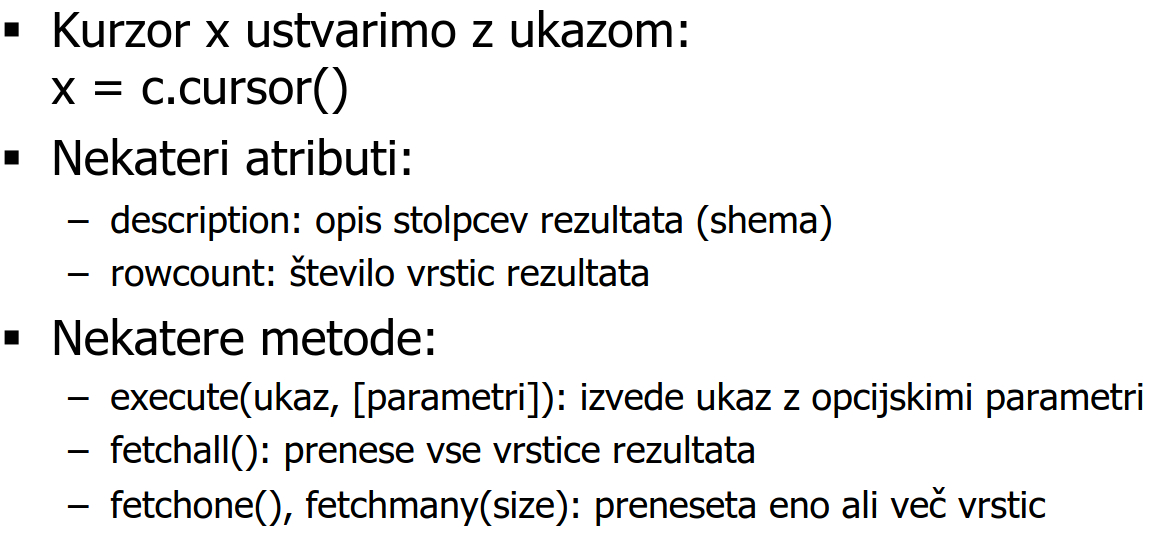 ▪ Kurzor x ustvarimo z ukazom:
x = c.cursor()
▪ Nekateri atributi:
– description: opis stolpcev rezultata (shema)
– rowcount: število vrstic rezultata
▪ Nekatere metode:
– execute(ukaz, [parametri]): izvede ukaz z opcijskimi parametri
– fetchall(): prenese vse vrstice rezultata
– fetchone(), fetchmany(size): preneseta eno ali več vrstic